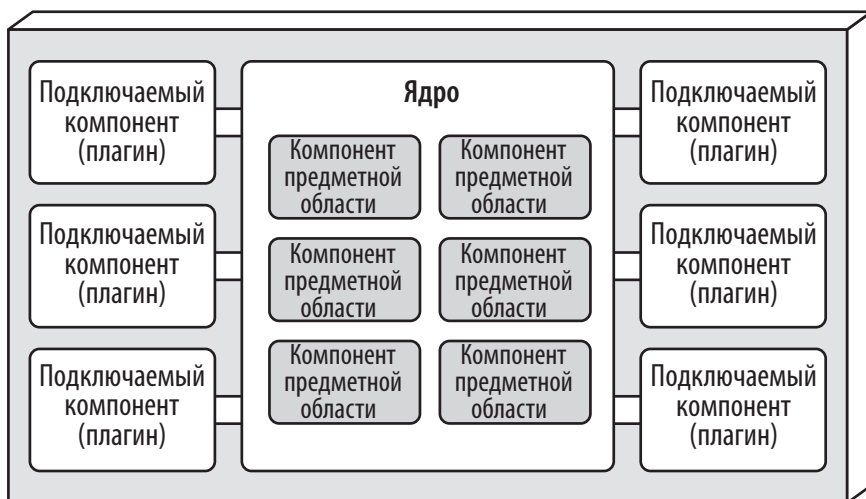 Подключаемый
компонент
(плагин)
Подключаемый
компонент
(плагин)
Подключаемый
компонент
(плагин)
Ядро
Компонент
предметной
области
Компонент
предметной
области
Компонент
предметной
области
Компонент
предметной
области
Компонент
предметной
области
Компонент
предметной
области
Подключаемый
компонент
(плагин)
Подключаемый
компонент
(плагин)
Подключаемый
компонент
(плагин)